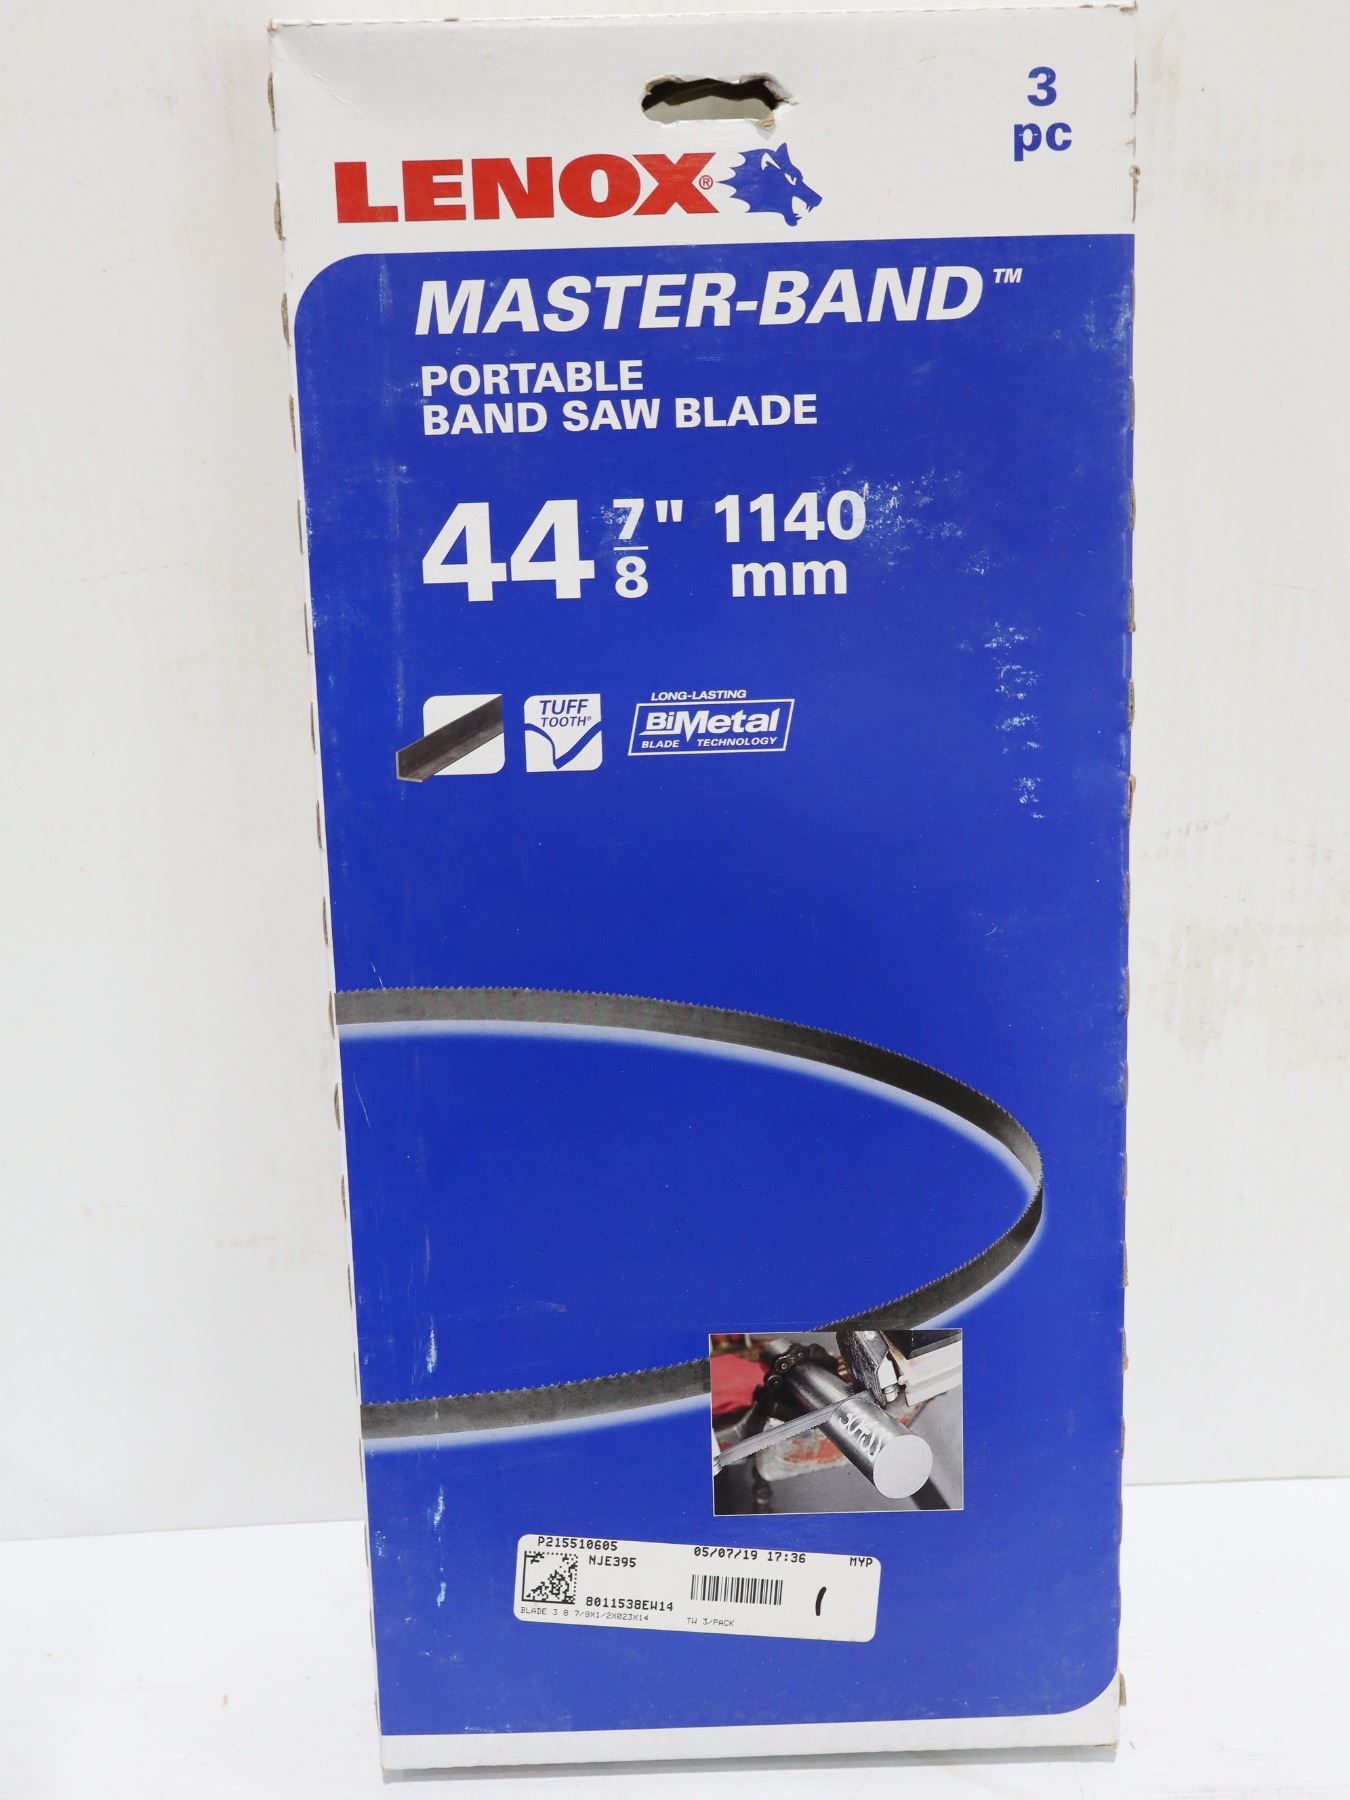 3
pc
LENOX®
MASTER-BAND™
PORTABLE
BAND SAW BLADE
44 7/8" 1140
mm
TUFF
TOOTH®
LONG-LASTING
BiMetal
BLADE TECHNOLOGY
304SS
P215510605 05/07/19 17:36 MYP
NJE395
8011538EW14
BLADE 3 8 7/8X1/2X023X14 TW 3/PACK
1